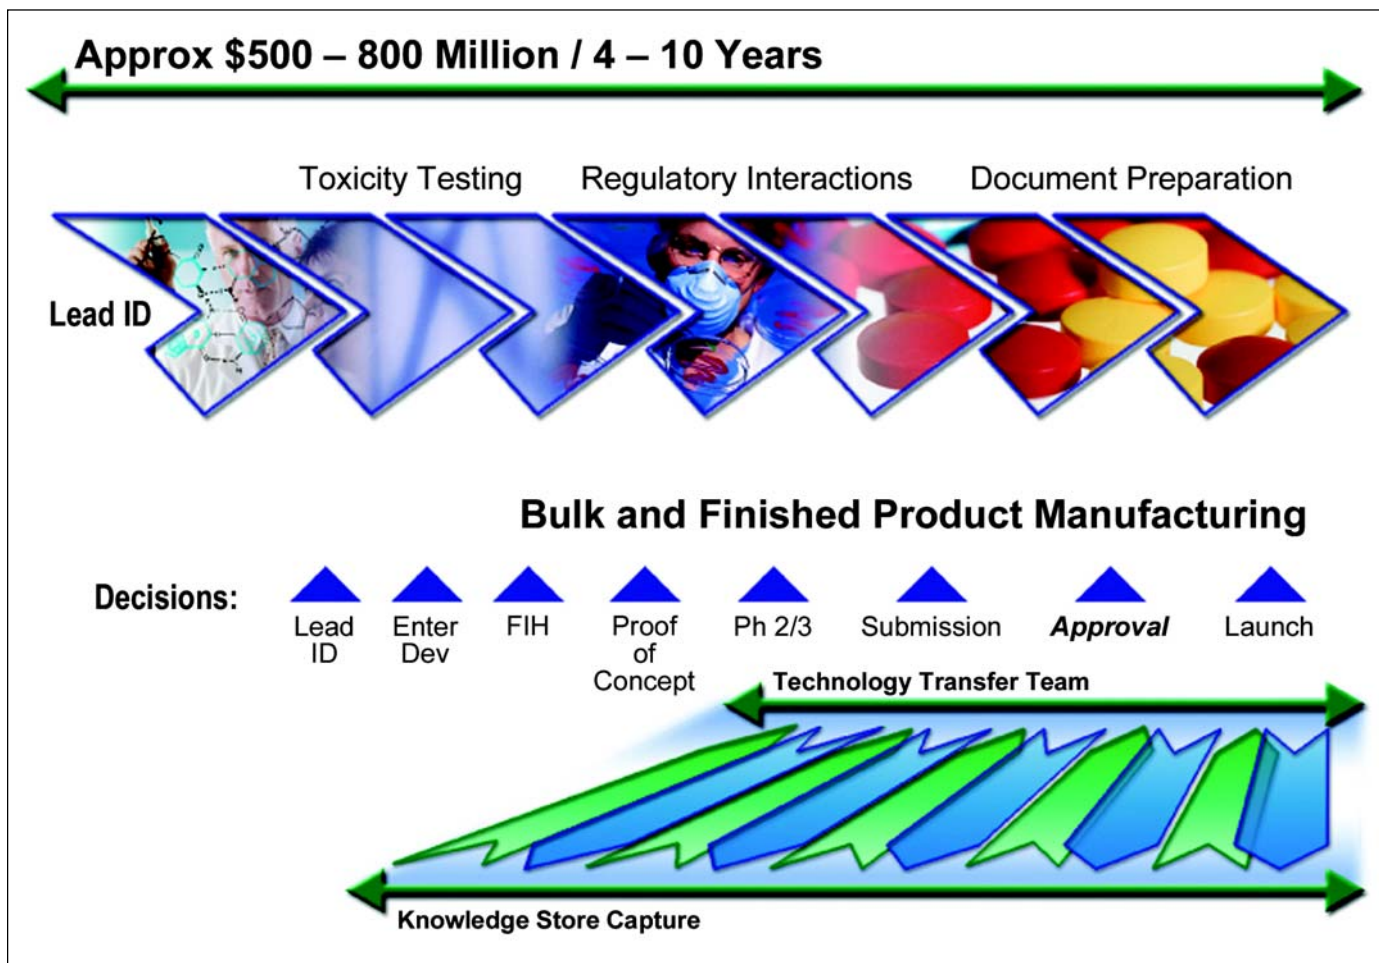 Approx $500 – 800 Million / 4 – 10 Years
Toxicity Testing Regulatory Interactions Document Preparation
Lead ID
Bulk and Finished Product Manufacturing
Decisions:
Lead ID
Enter Dev
FIH
Proof of Concept
Ph 2/3
Submission
Approval
Launch
Technology Transfer Team
Knowledge Store Capture